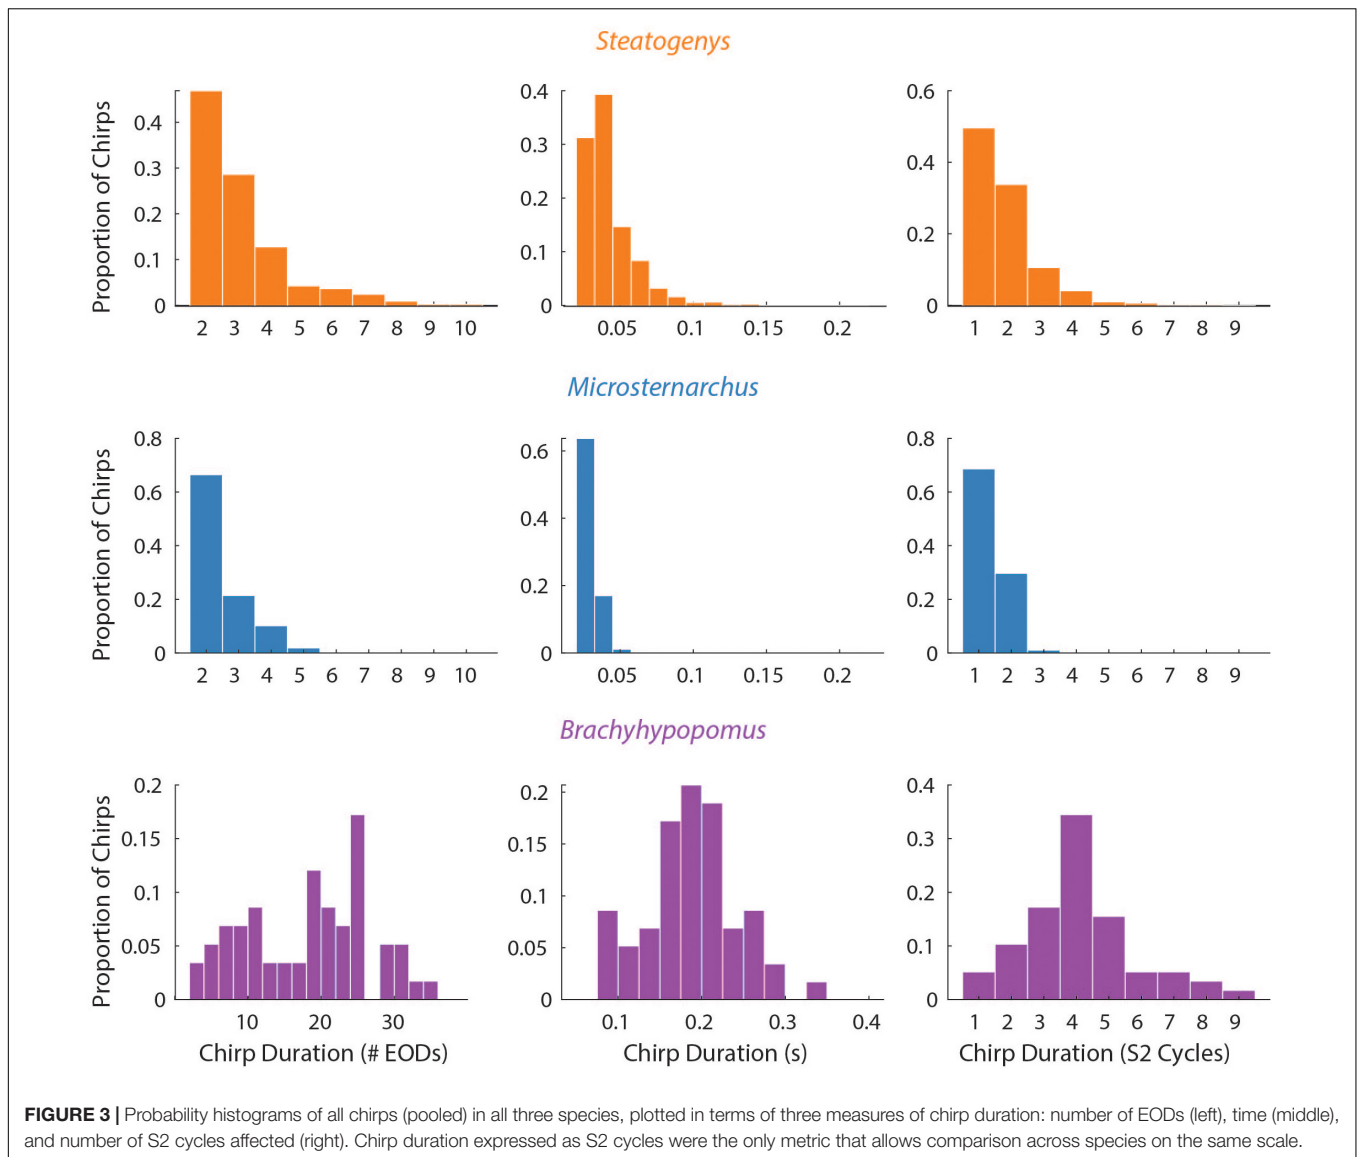 Steatogenys
Proportion of Chirps
0.4
0.3
0.2
0.1
0
2 3 4 5 6 7 8 9 10
0.4
0.3
0.2
0.1
0
0.05 0.1 0.15 0.2
0.6
0.4
0.2
0
1 2 3 4 5 6 7 8 9
Microsternarchus
Proportion of Chirps
0.8
0.6
0.4
0.2
0
2 3 4 5 6 7 8 9 10
0.6
0.4
0.2
0
0.05 0.1 0.15 0.2
0.8
0.6
0.4
0.2
0
1 2 3 4 5 6 7 8 9
Brachyhypopomus
Proportion of Chirps
0.2
0.15
0.1
0.05
0
10 20 30
Chirp Duration (# EODs)
0.2
0.15
0.1
0.05
0
0.1 0.2 0.3 0.4
Chirp Duration (s)
0.4
0.3
0.2
0.1
0
1 2 3 4 5 6 7 8 9
Chirp Duration (S2 Cycles)
FIGURE 3 | Probability histograms of all chirps (pooled) in all three species, plotted in terms of three measures of chirp duration: number of EODs (left), time (middle),
and number of S2 cycles affected (right). Chirp duration expressed as S2 cycles were the only metric that allows comparison across species on the same scale.